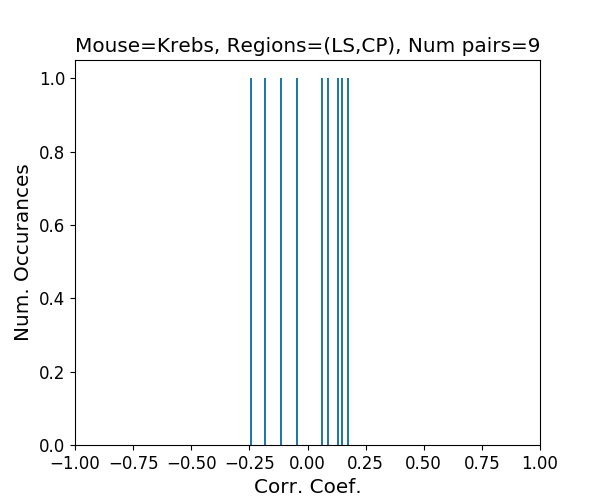 Mouse=Krebs, Regions=(LS,CP), Num pairs=9
1.0
0.8
0.6
0.4
0.2
0.0
Num. Occurances
−1.00 −0.75 −0.50 −0.25 0.00 0.25 0.50 0.75 1.00
Corr. Coef.